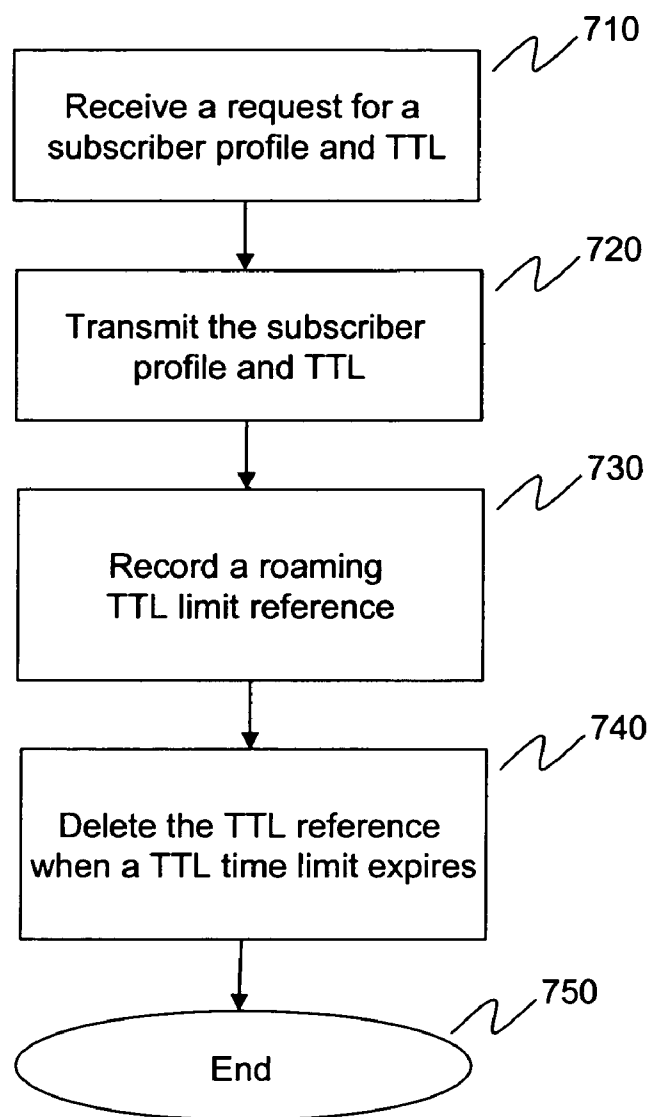 710
Receive a request for a
subscriber profile and TTL
720
Transmit the subscriber
profile and TTL
730
Record a roaming
TTL limit reference
740
Delete the TTL reference
when a TTL time limit expires
750
End